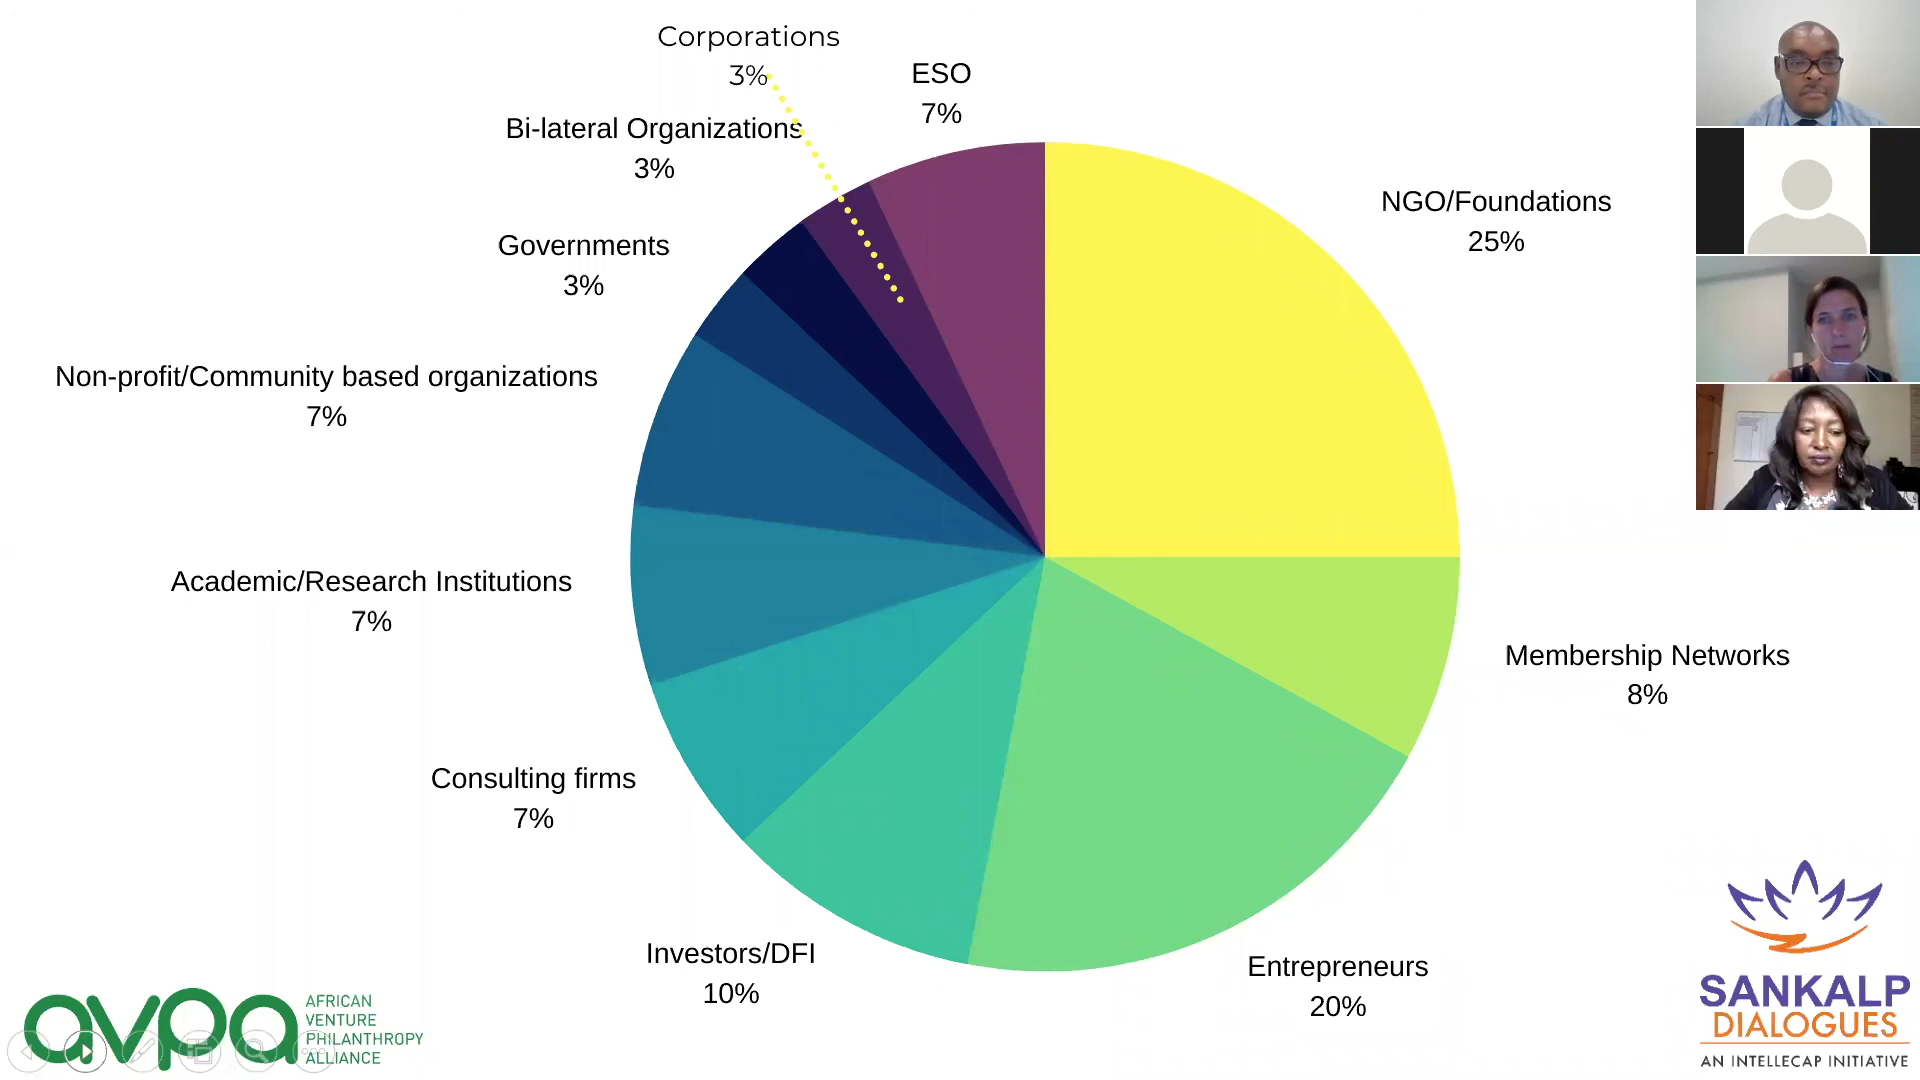 Corporations
3%
ESO
7%
Bi-lateral Organizations
3%
NGO/Foundations
25%
Governments
3%
Non-profit/Community based organizations
7%
Academic/Research Institutions
7%
Membership Networks
8%
Consulting firms
7%
Investors/DFI
10%
Entrepreneurs
20%
avpa
AFRICAN
VENTURE
PHILANTHROPY
ALLIANCE
SANKALP
DIALOGUES
AN INTELLECAP INITIATIVE